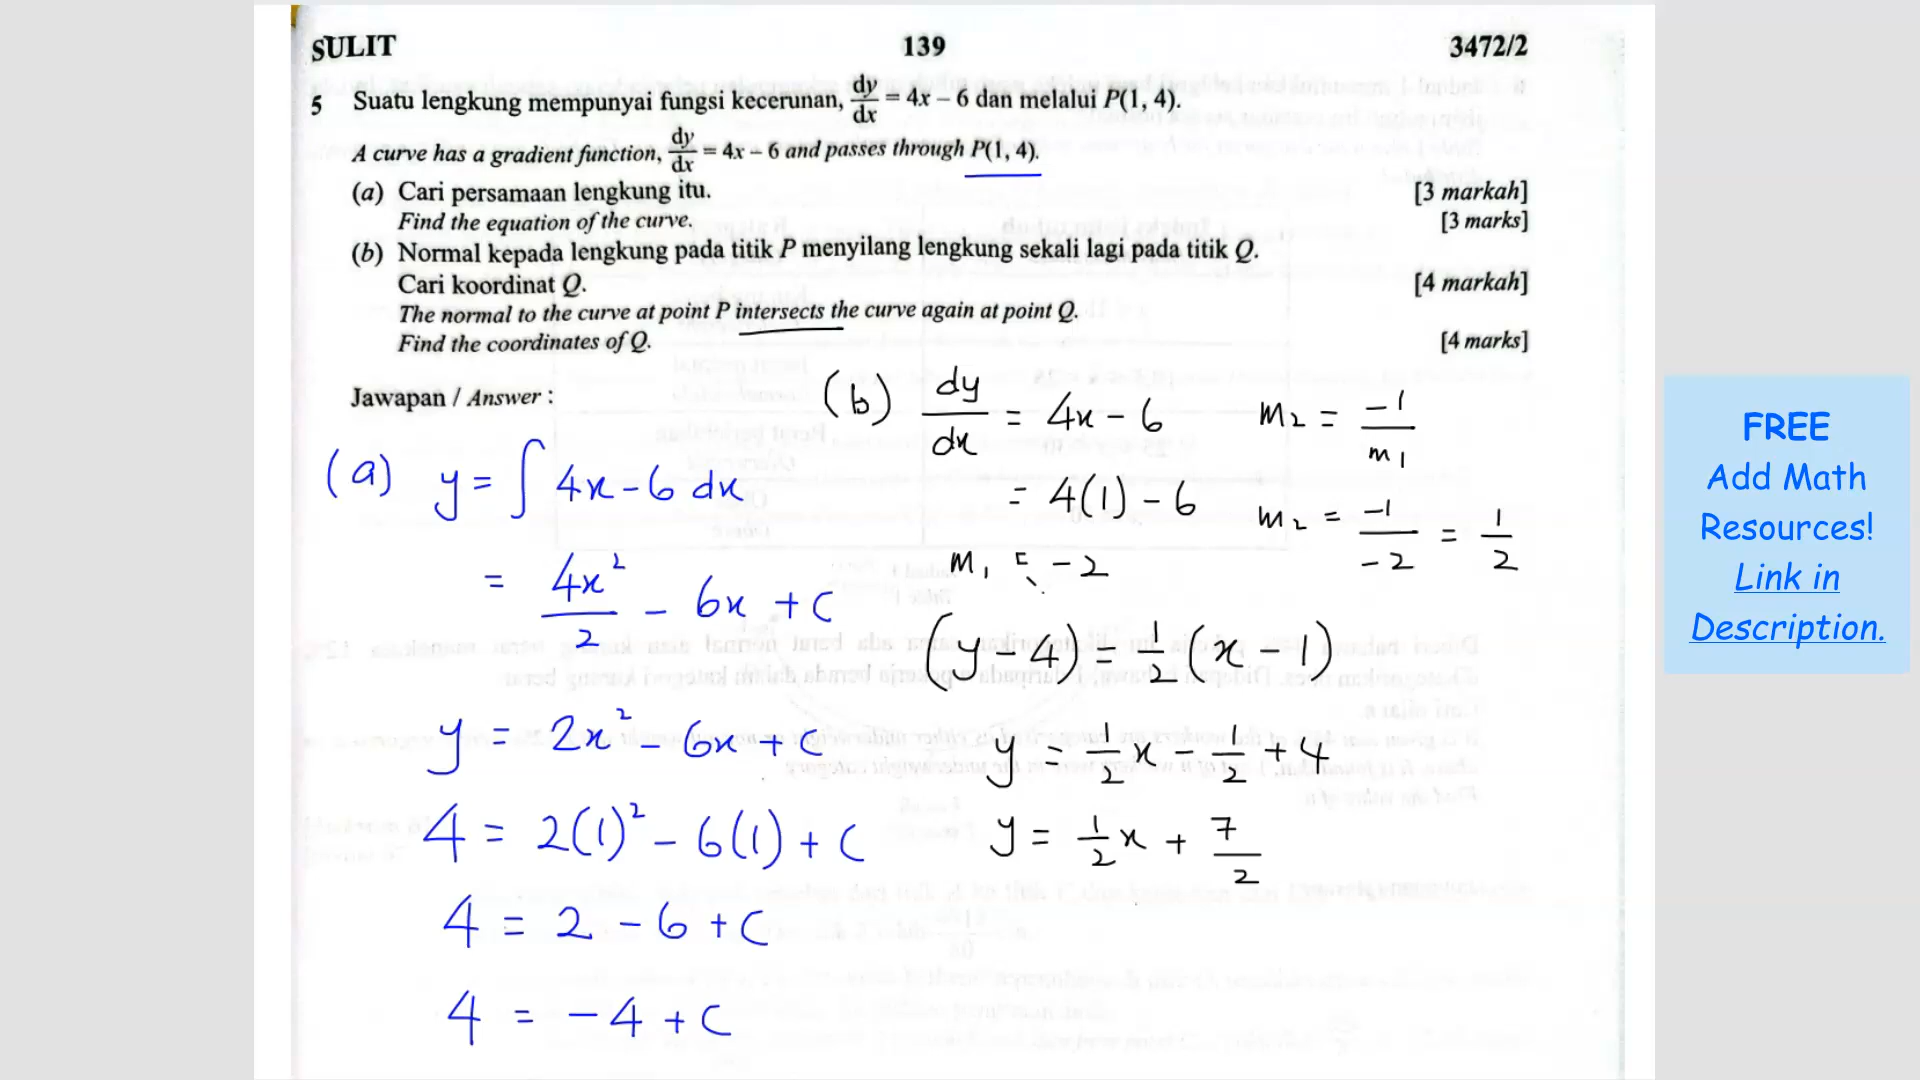 SULIT 139 3472/2
5 Suatu lengkung mempunyai fungsi kecerunan, dy/dx = 4x – 6 dan melalui P(1, 4).
A curve has a gradient function, dy/dx = 4x – 6 and passes through P(1, 4).
(a) Cari persamaan lengkung itu. [3 markah]
Find the equation of the curve. [3 marks]
(b) Normal kepada lengkung pada titik P menyilang lengkung sekali lagi pada titik Q.
Cari koordinat Q. [4 markah]
The normal to the curve at point P intersects the curve again at point Q.
Find the coordinates of Q. [4 marks]
Jawapan / Answer :
(a) y = ∫ 4x – 6 dx
= 4x²/2 – 6x + C
y = 2x² – 6x + C
4 = 2(1)² – 6(1) + C
4 = 2 – 6 + C
4 = – 4 + C
(b) dy/dx = 4x – 6
= 4(1) – 6
m₁ = – 2
m₂ = –1/m₁
m₂ = –1/–2 = 1/2
(y – 4) = 1/2 (x – 1)
y = 1/2 x – 1/2 + 4
y = 1/2 x + 7/2
FREE
Add Math
Resources!
Link in
Description.